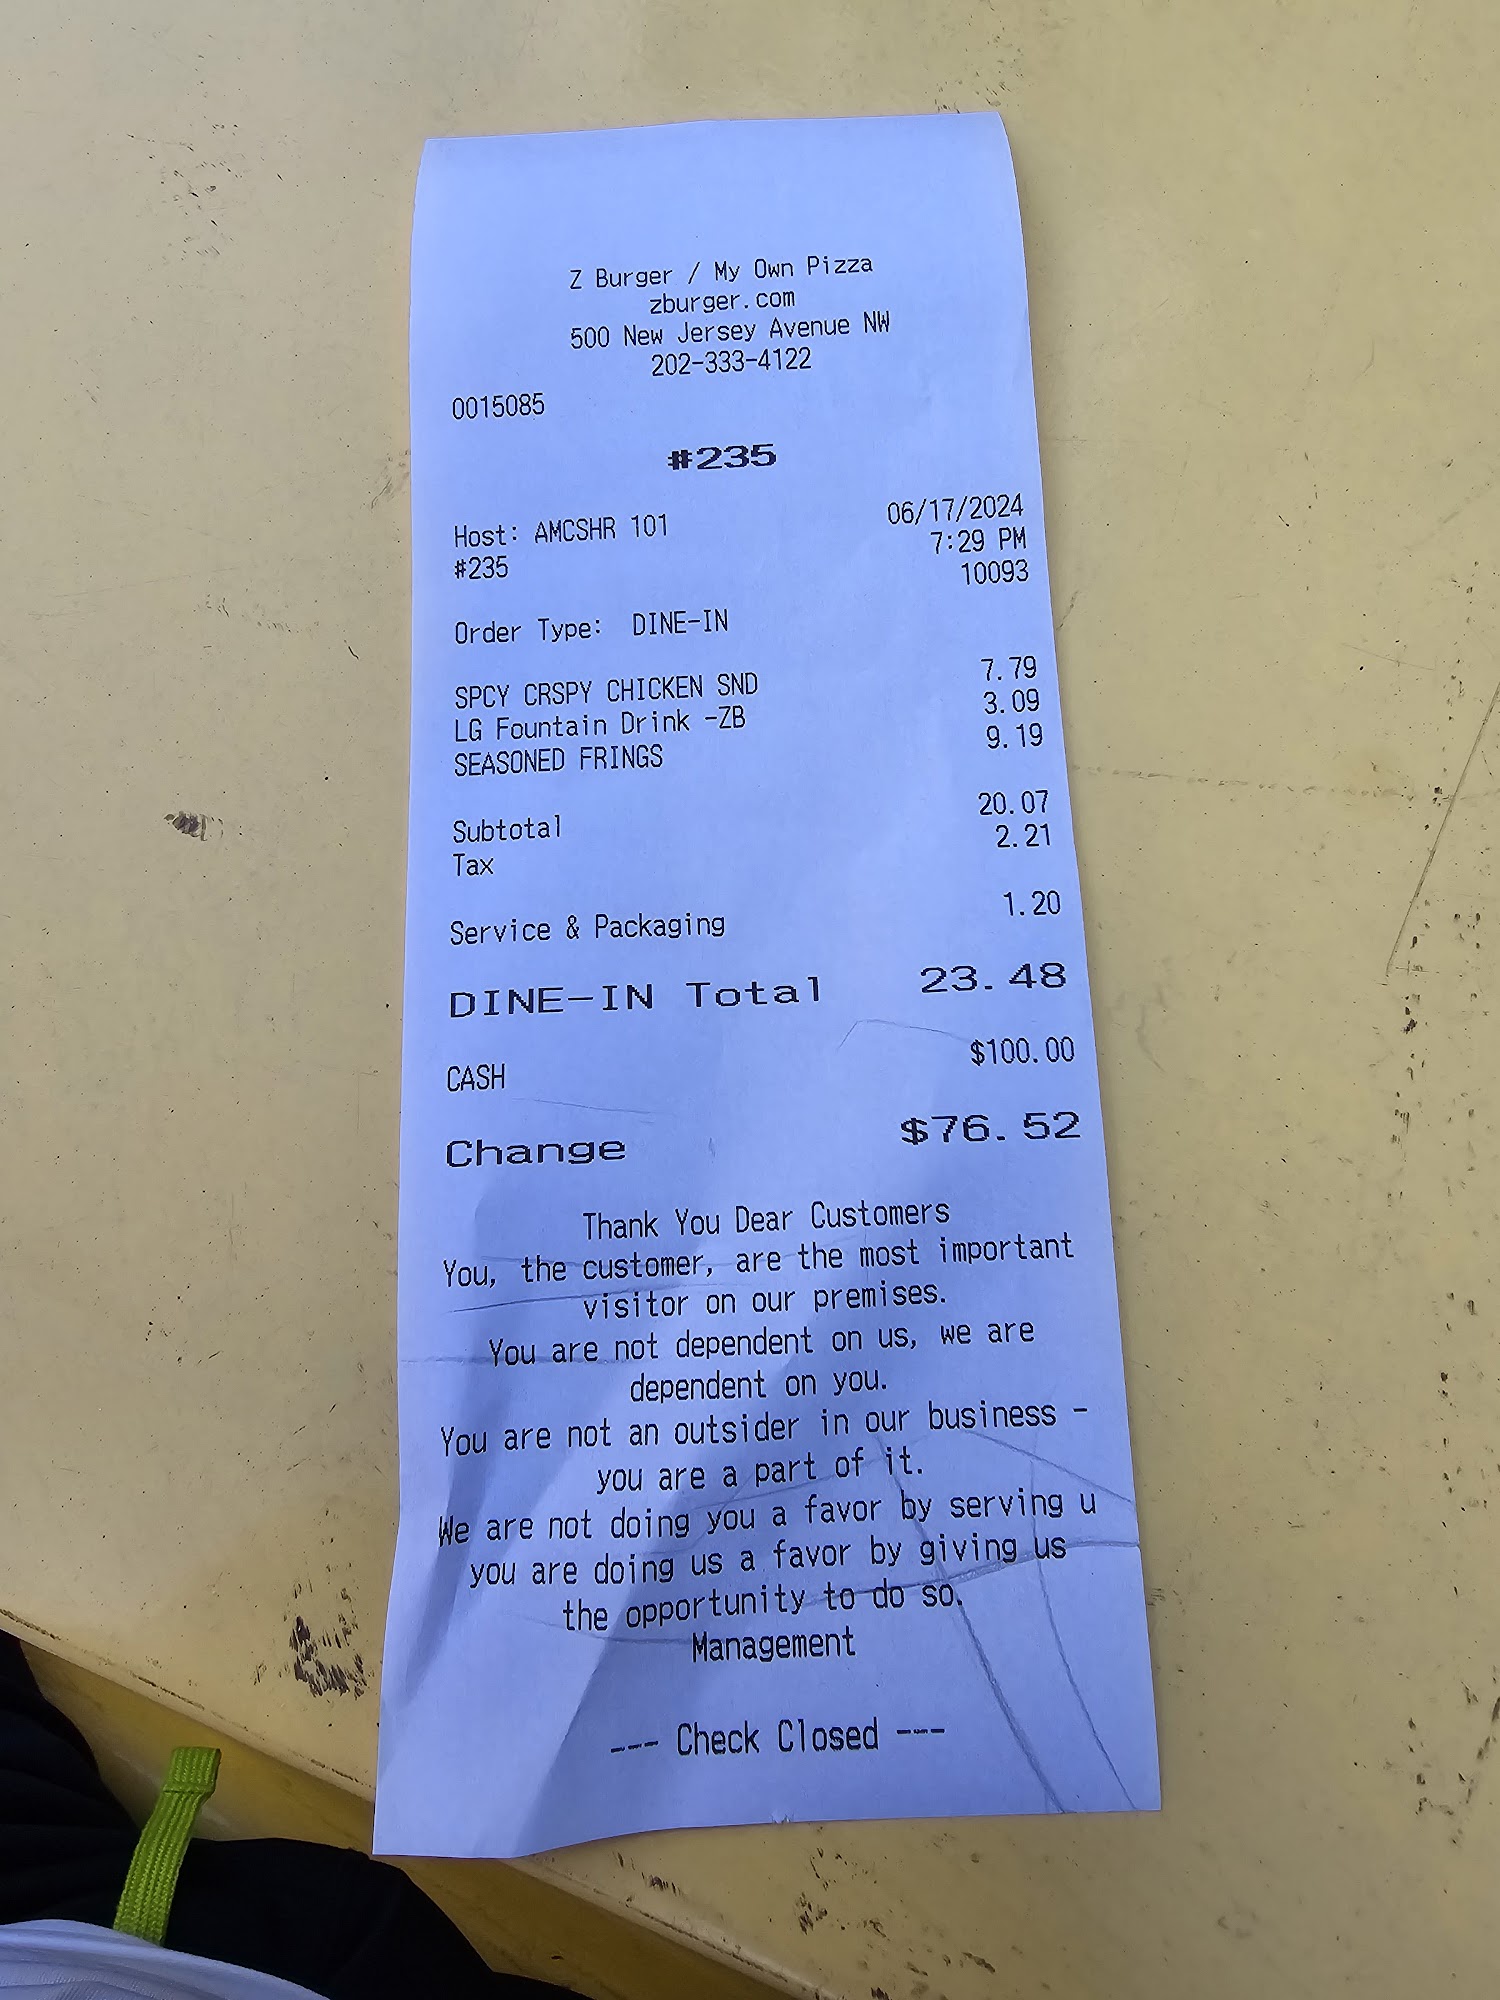 Z Burger / My Own Pizza
zburger.com
500 New Jersey Avenue NW
202-333-4122
0015085
#235
Host: AMCSHR 101 06/17/2024
#235 7:29 PM
10093
Order Type: DINE-IN
SPCY CRSPY CHICKEN SND 7.79
LG Fountain Drink -ZB 3.09
SEASONED FRINGS 9.19
Subtotal 20.07
Tax 2.21
Service & Packaging 1.20
DINE-IN Total 23.48
CASH $100.00
Change $76.52
Thank You Dear Customers
You, the customer, are the most important
visitor on our premises.
You are not dependent on us, we are
dependent on you.
You are not an outsider in our business -
you are a part of it.
We are not doing you a favor by serving u
you are doing us a favor by giving us
the opportunity to do so.
Management
--- Check Closed ---